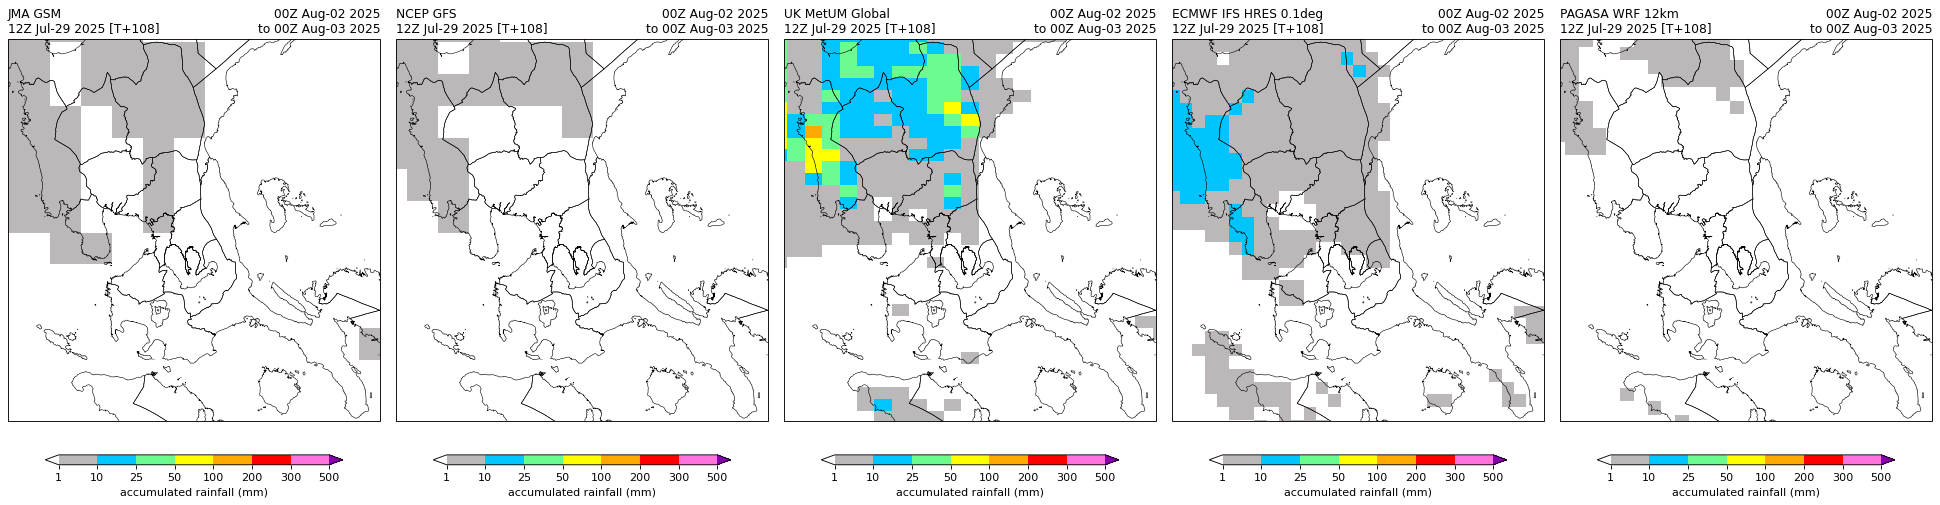 JMA GSM
00Z Aug-02 2025
12Z Jul-29 2025 [T+108]
to 00Z Aug-03 2025
NCEP GFS
00Z Aug-02 2025
12Z Jul-29 2025 [T+108]
to 00Z Aug-03 2025
UK MetUM Global
00Z Aug-02 2025
12Z Jul-29 2025 [T+108]
to 00Z Aug-03 2025
ECMWF IFS HRES 0.1deg
00Z Aug-02 2025
12Z Jul-29 2025 [T+108]
to 00Z Aug-03 2025
PAGASA WRF 12km
00Z Aug-02 2025
12Z Jul-29 2025 [T+108]
to 00Z Aug-03 2025
1 10 25 50 100 200 300 500
accumulated rainfall (mm)
1 10 25 50 100 200 300 500
accumulated rainfall (mm)
1 10 25 50 100 200 300 500
accumulated rainfall (mm)
1 10 25 50 100 200 300 500
accumulated rainfall (mm)
1 10 25 50 100 200 300 500
accumulated rainfall (mm)